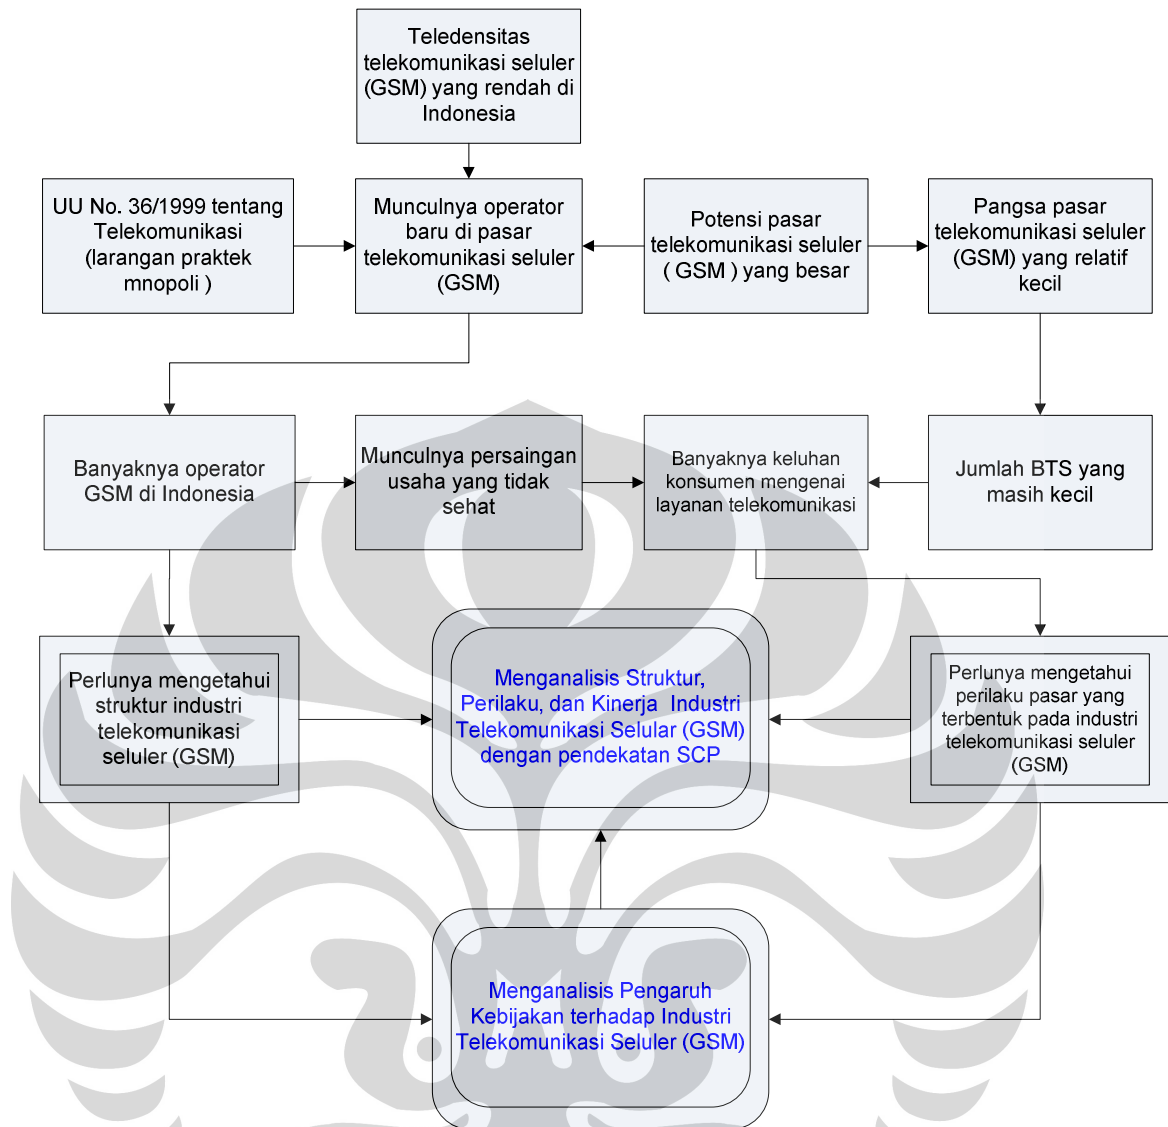 Teledensitas
telekomunikasi seluler
(GSM) yang rendah di
Indonesia
UU No. 36/1999 tentang
Telekomunikasi
(larangan praktek
mnopoli )
Munculnya operator
baru di pasar
telekomunikasi seluler
(GSM)
Potensi pasar
telekomunikasi seluler
( GSM ) yang besar
Pangsa pasar
telekomunikasi seluler
(GSM) yang relatif
kecil
Banyaknya operator
GSM di Indonesia
Munculnya persaingan
usaha yang tidak
sehat
Banyaknya keluhan
konsumen mengenai
layanan telekomunikasi
Jumlah BTS yang
masih kecil
Perlunya mengetahui
struktur industri
telekomunikasi
seluler (GSM)
Menganalisis Struktur,
Perilaku, dan Kinerja Industri
Telekomunikasi Selular (GSM)
dengan pendekatan SCP
Perlunya mengetahui
perilaku pasar yang
terbentuk pada industri
telekomunikasi seluler
(GSM)
Menganalisis Pengaruh
Kebijakan terhadap Industri
Telekomunikasi Seluler (GSM)